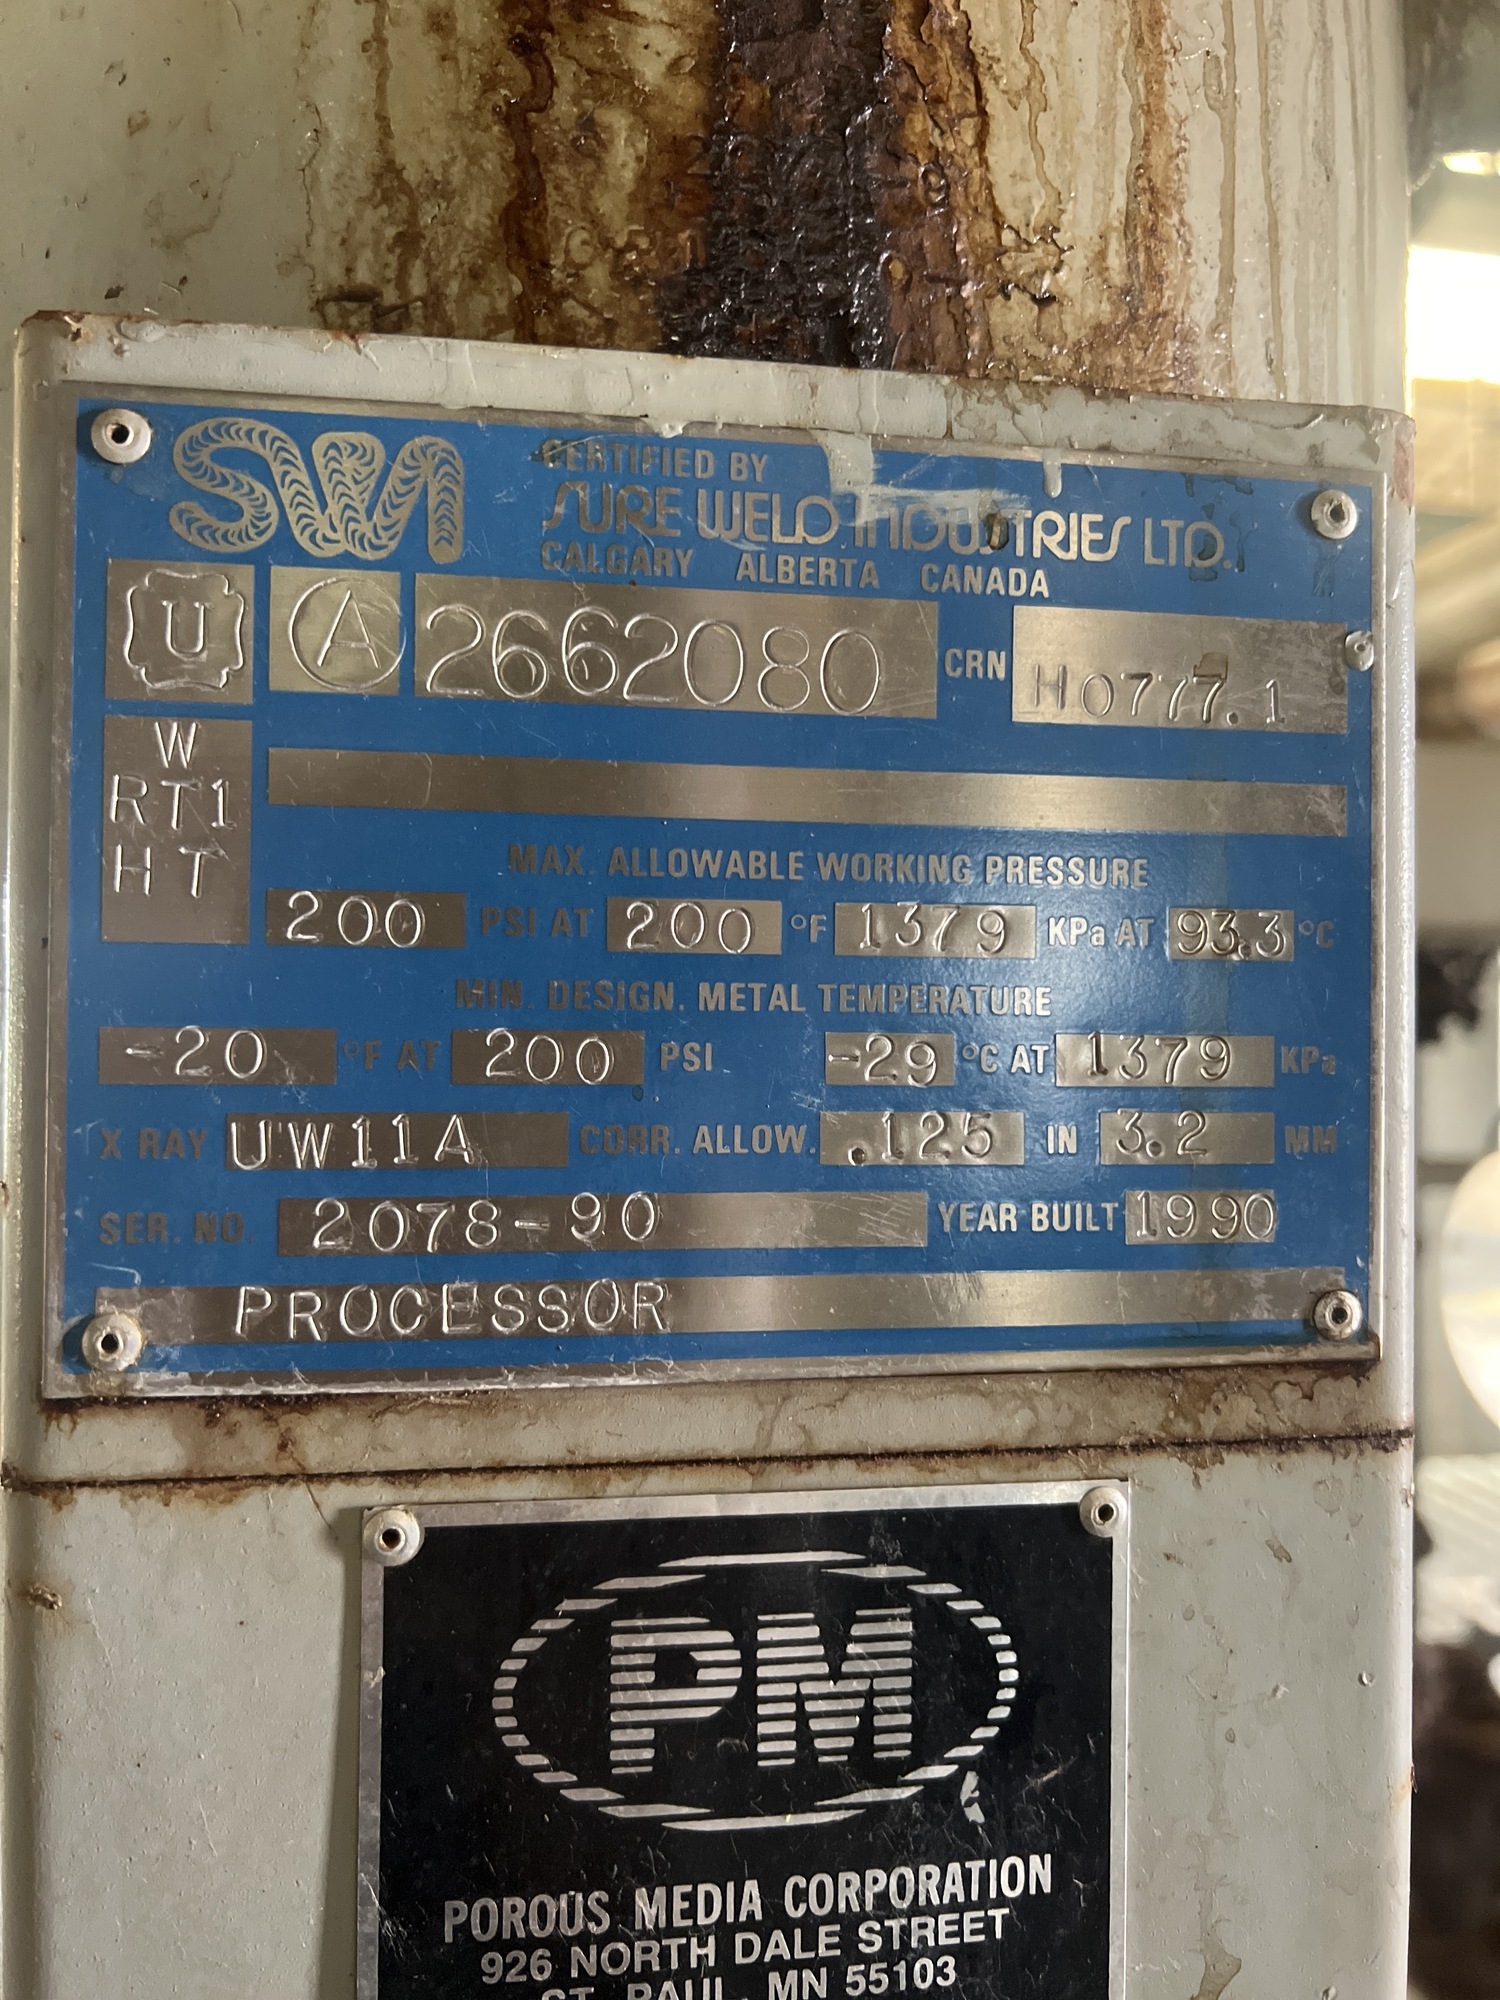 SWI
CERTIFIED BY
SURE WELD INDUSTRIES LTD.
CALGARY ALBERTA CANADA
U A 2662080 CRN H0777.1
W
RT1
HT
MAX. ALLOWABLE WORKING PRESSURE
200 PSI AT 200 °F 1379 KPa AT 93.3 °C
MIN. DESIGN. METAL TEMPERATURE
-20 °F AT 200 PSI -29 °C AT 1379 KPa
X RAY UW11A CORR. ALLOW. .125 IN 3.2 MM
SER. NO. 2078-90 YEAR BUILT 1990
PROCESSOR
PM
POROUS MEDIA CORPORATION
926 NORTH DALE STREET
ST. PAUL, MN 55103